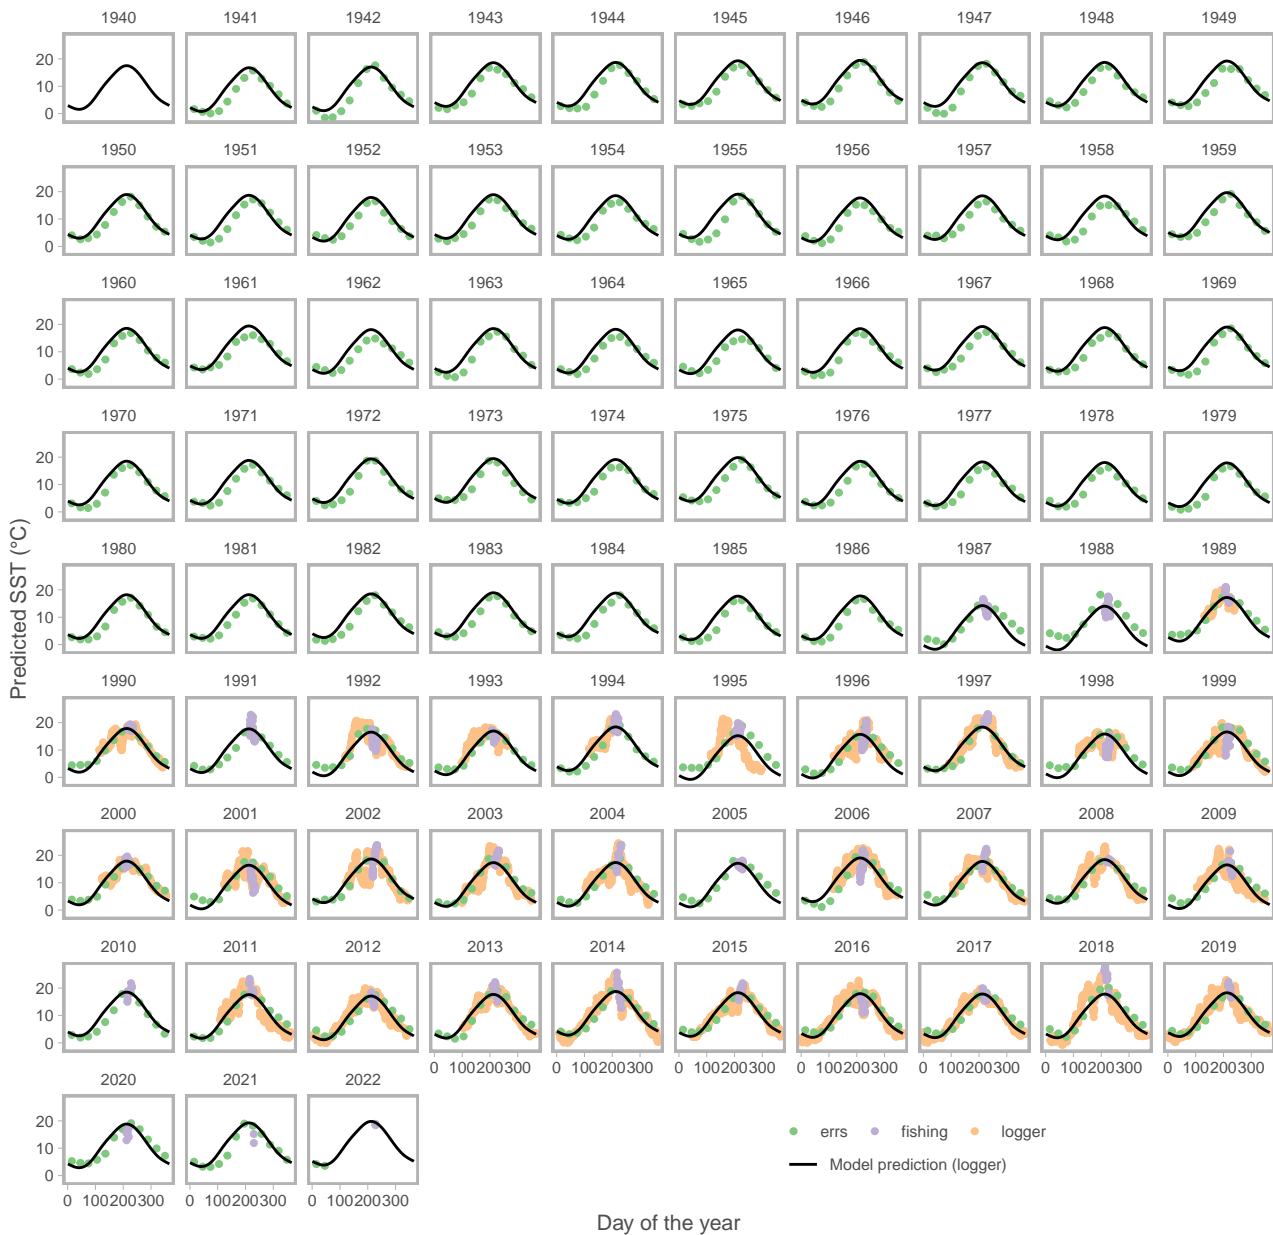 1940 1941 1942 1943 1944 1945 1946 1947 1948 1949
20
10
0
1950 1951 1952 1953 1954 1955 1956 1957 1958 1959
20
10
0
1960 1961 1962 1963 1964 1965 1966 1967 1968 1969
20
10
0
1970 1971 1972 1973 1974 1975 1976 1977 1978 1979
20
10
0
Predicted SST (°C)
1980 1981 1982 1983 1984 1985 1986 1987 1988 1989
20
10
0
1990 1991 1992 1993 1994 1995 1996 1997 1998 1999
20
10
0
2000 2001 2002 2003 2004 2005 2006 2007 2008 2009
20
10
0
2010 2011 2012 2013 2014 2015 2016 2017 2018 2019
20
10
0
0 100200300 0 100200300 0 100200300 0 100200300 0 100200300 0 100200300 0 100200300
2020 2021 2022
20
10
0
0 100200300 0 100200300 0 100200300
errs fishing logger
Model prediction (logger)
Day of the year